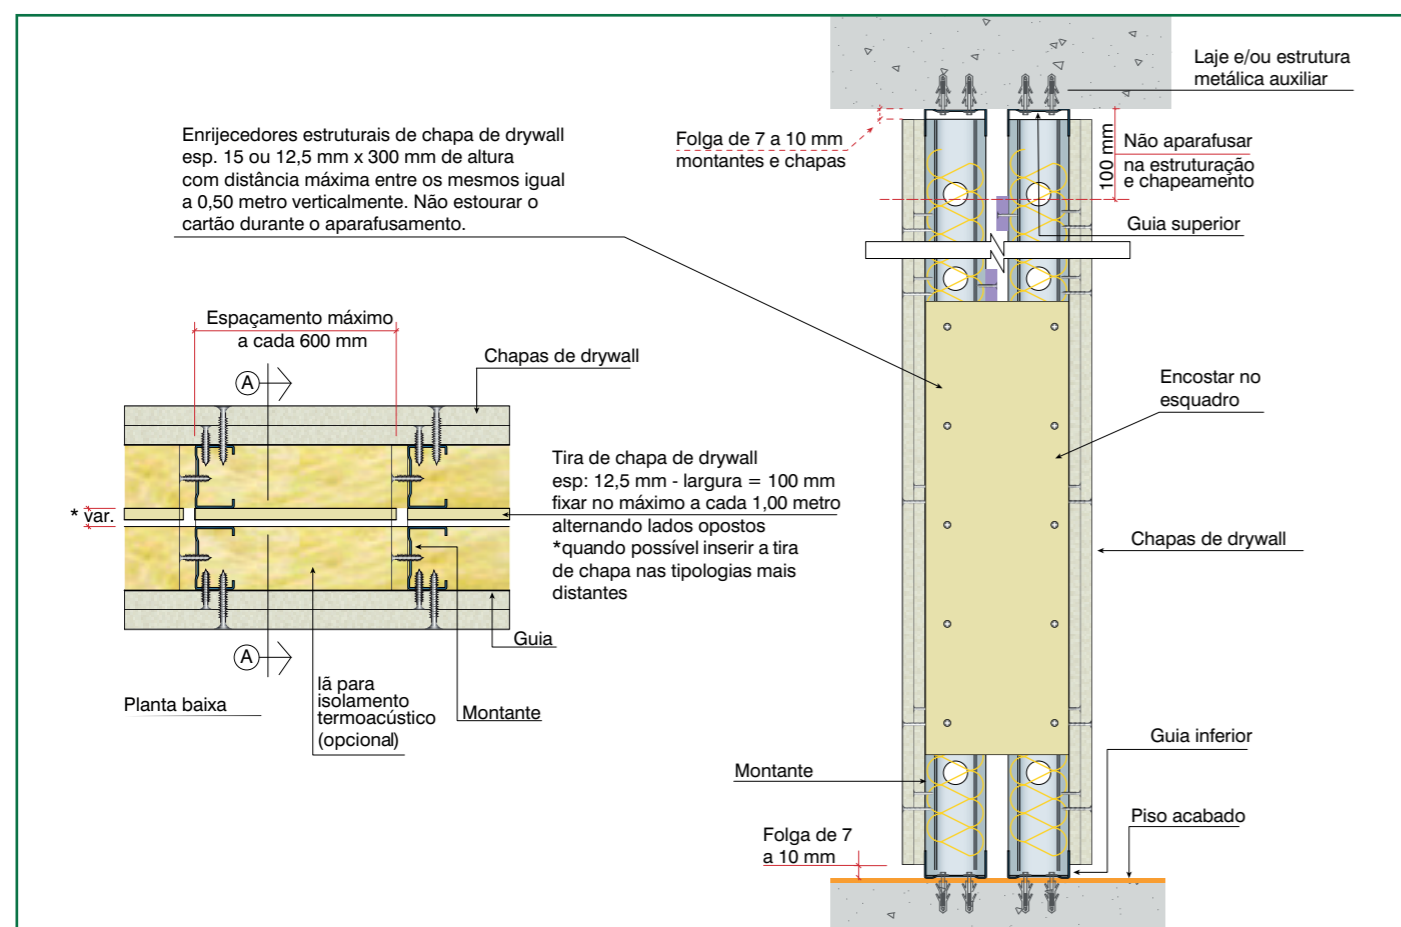 Enrijecedores estruturais de chapa de drywall
esp. 15 ou 12,5 mm x 300 mm de altura
com distância máxima entre os mesmos igual
a 0,50 metro verticalmente. Não estourar o
cartão durante o aparafusamento.
Espaçamento máximo
a cada 600 mm
A
Chapas de drywall
* var.
Tira de chapa de drywall
esp: 12,5 mm - largura = 100 mm
fixar no máximo a cada 1,00 metro
alternando lados opostos
*quando possível inserir a tira
de chapa nas tipologias mais
distantes
Guia
A
Planta baixa
lã para
isolamento
termoacústico
(opcional)
Montante
Laje e/ou estrutura
metálica auxiliar
Folga de 7 a 10 mm
montantes e chapas
100 mm
Não aparafusar
na estruturação
e chapeamento
Guia superior
Encostar no
esquadro
Chapas de drywall
Guia inferior
Montante
Piso acabado
Folga de 7
a 10 mm